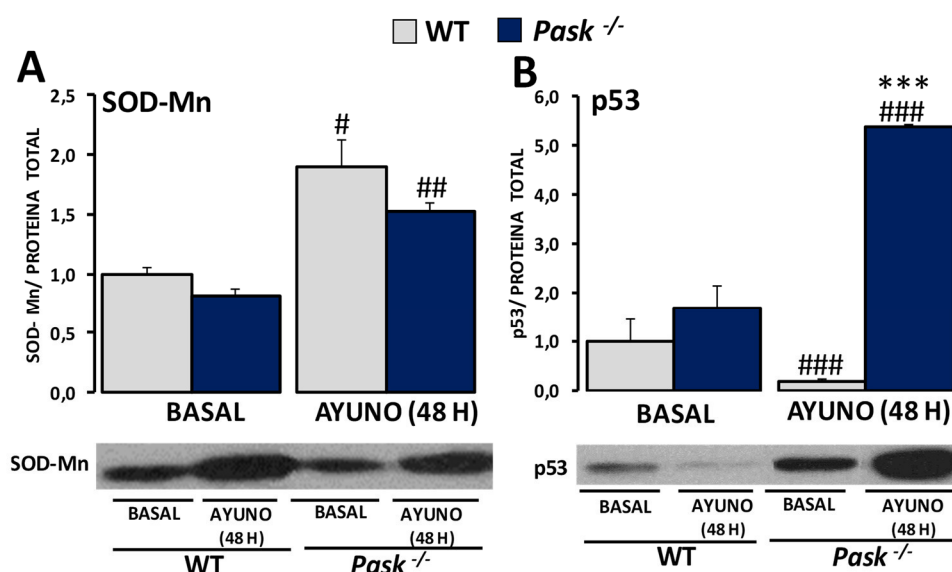 WT Pask -/-
A
SOD-Mn
SOD- Mn/ PROTEINA TOTAL
2,5
2,0
1,5
1,0
0,5
0,0
#
##
BASAL
AYUNO (48 H)
SOD-Mn
BASAL
AYUNO
(48 H)
BASAL
AYUNO
(48 H)
WT
Pask -/-
B
p53
p53/ PROTEINA TOTAL
6,0
5,0
4,0
3,0
2,0
1,0
0,0
###
***
###
BASAL
AYUNO (48 H)
p53
BASAL
AYUNO
(48 H)
BASAL
AYUNO
(48 H)
WT
Pask -/-